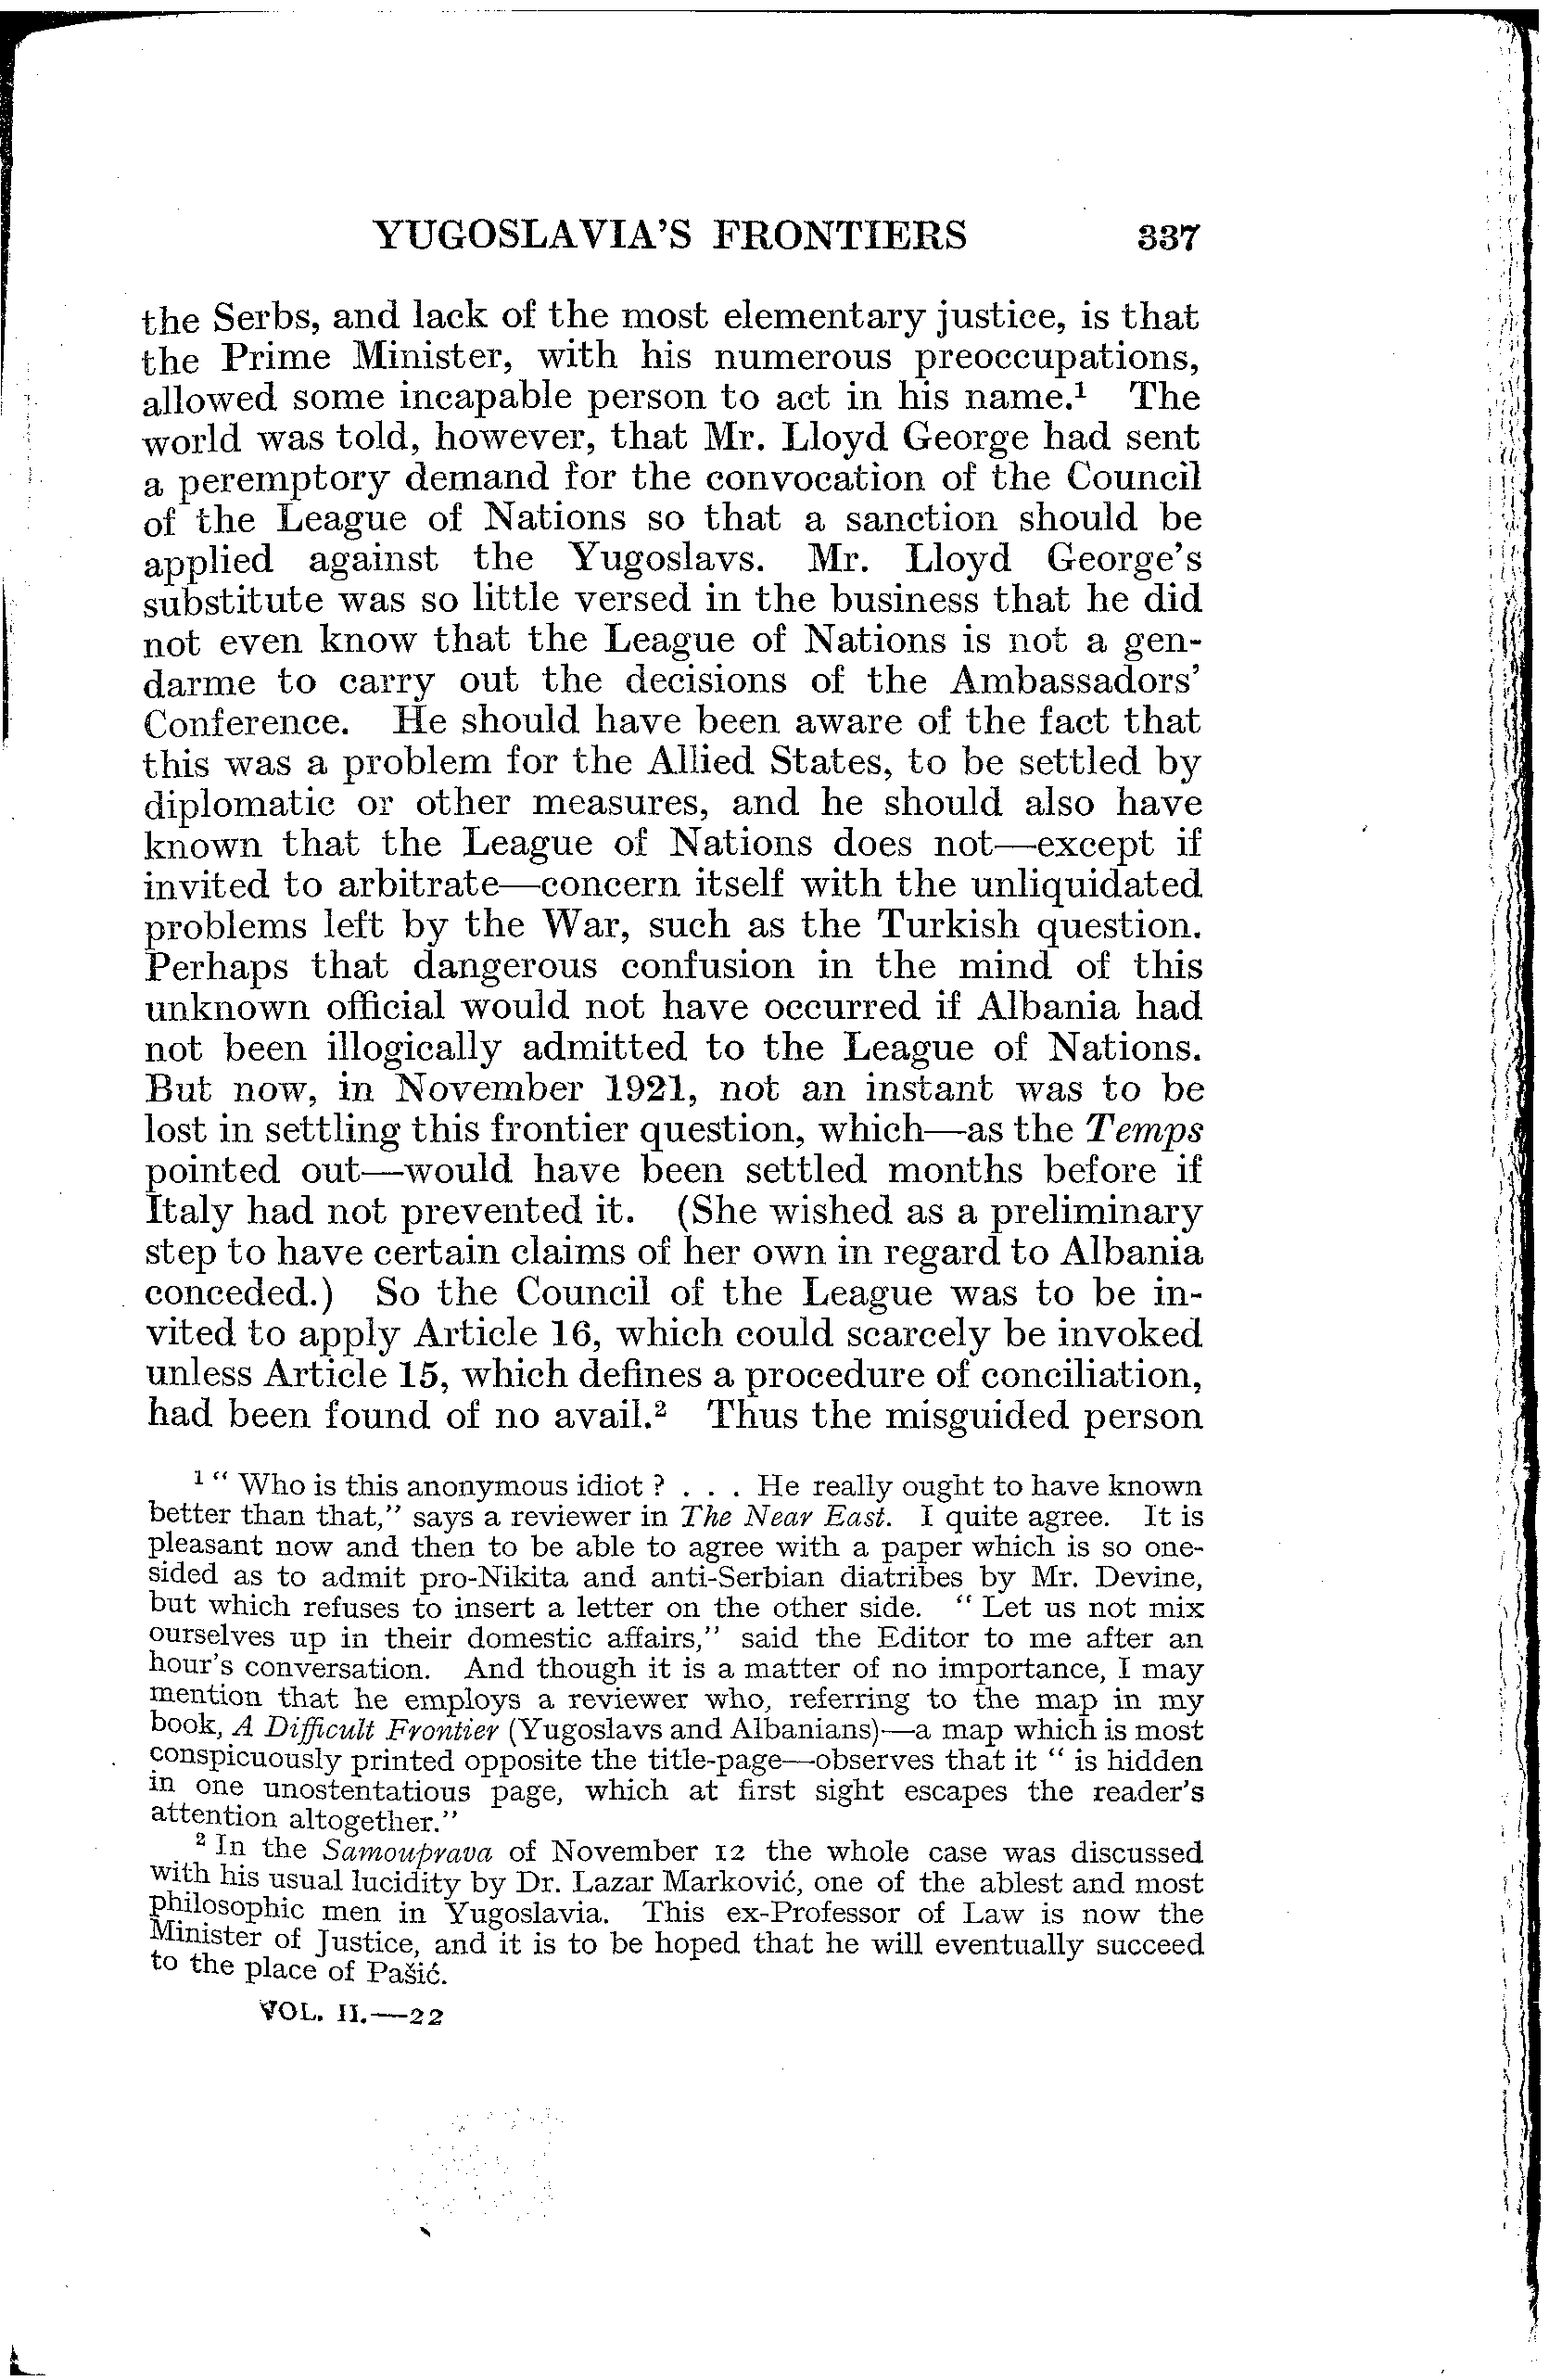 YUGOSLAVIA'S FRONTIERS 337
the Serbs, and lack of the most elementary justice, is that
the Prime Minister, with his numerous preoccupations,
allowed some incapable person to act in his name.¹ The
world was told, however, that Mr. Lloyd George had sent
a peremptory demand for the convocation of the Council
of the League of Nations so that a sanction should be
applied against the Yugoslavs. Mr. Lloyd George's
substitute was so little versed in the business that he did
not even know that the League of Nations is not a gen-
darme to carry out the decisions of the Ambassadors'
Conference. He should have been aware of the fact that
this was a problem for the Allied States, to be settled by
diplomatic or other measures, and he should also have
known that the League of Nations does not—except if
invited to arbitrate—concern itself with the unliquidated
problems left by the War, such as the Turkish question.
Perhaps that dangerous confusion in the mind of this
unknown official would not have occurred if Albania had
not been illogically admitted to the League of Nations.
But now, in November 1921, not an instant was to be
lost in settling this frontier question, which—as the Temps
pointed out—would have been settled months before if
Italy had not prevented it. (She wished as a preliminary
step to have certain claims of her own in regard to Albania
conceded.) So the Council of the League was to be in-
vited to apply Article 16, which could scarcely be invoked
unless Article 15, which defines a procedure of conciliation,
had been found of no avail.² Thus the misguided person
¹ " Who is this anonymous idiot ? . . . He really ought to have known
better than that," says a reviewer in The Near East. I quite agree. It is
pleasant now and then to be able to agree with a paper which is so one-
sided as to admit pro-Nikita and anti-Serbian diatribes by Mr. Devine,
but which refuses to insert a letter on the other side. " Let us not mix
ourselves up in their domestic affairs," said the Editor to me after an
hour's conversation. And though it is a matter of no importance, I may
mention that he employs a reviewer who, referring to the map in my
book, A Difficult Frontier (Yugoslavs and Albanians)—a map which is most
conspicuously printed opposite the title-page—observes that it " is hidden
in one unostentatious page, which at first sight escapes the reader's
attention altogether."
² In the Samouprava of November 12 the whole case was discussed
with his usual lucidity by Dr. Lazar Marković, one of the ablest and most
philosophic men in Yugoslavia. This ex-Professor of Law is now the
Minister of Justice, and it is to be hoped that he will eventually succeed
to the place of Pašić.
VOL. II.—22